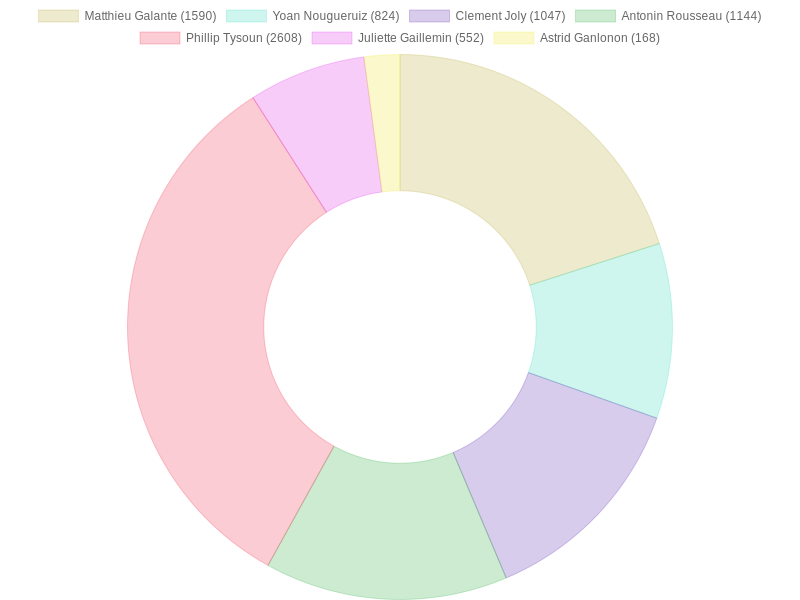 Matthieu Galante (1590) Yoan Nougueruiz (824) Clement Joly (1047) Antonin Rousseau (1144)
Phillip Tysoun (2608) Juliette Gaillemin (552) Astrid Ganlonon (168)